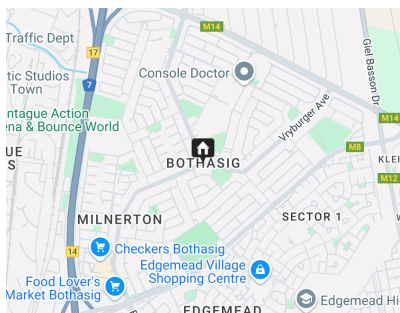 Traffic Dept
M14
17
Giel Basson Dr
Console Doctor
tic Studios
Town
7
ntague Action
ena & Bounce World
Vryburger Ave
M14
M8
UE
S
BOTHASIG
KLEI
M12
MILNERTON
SECTOR 1
W
14
Checkers Bothasig
Edgemead Village
Shopping Centre
Food Lover's
Market Bothasig
EDGEMEAD
Edgemead Hi